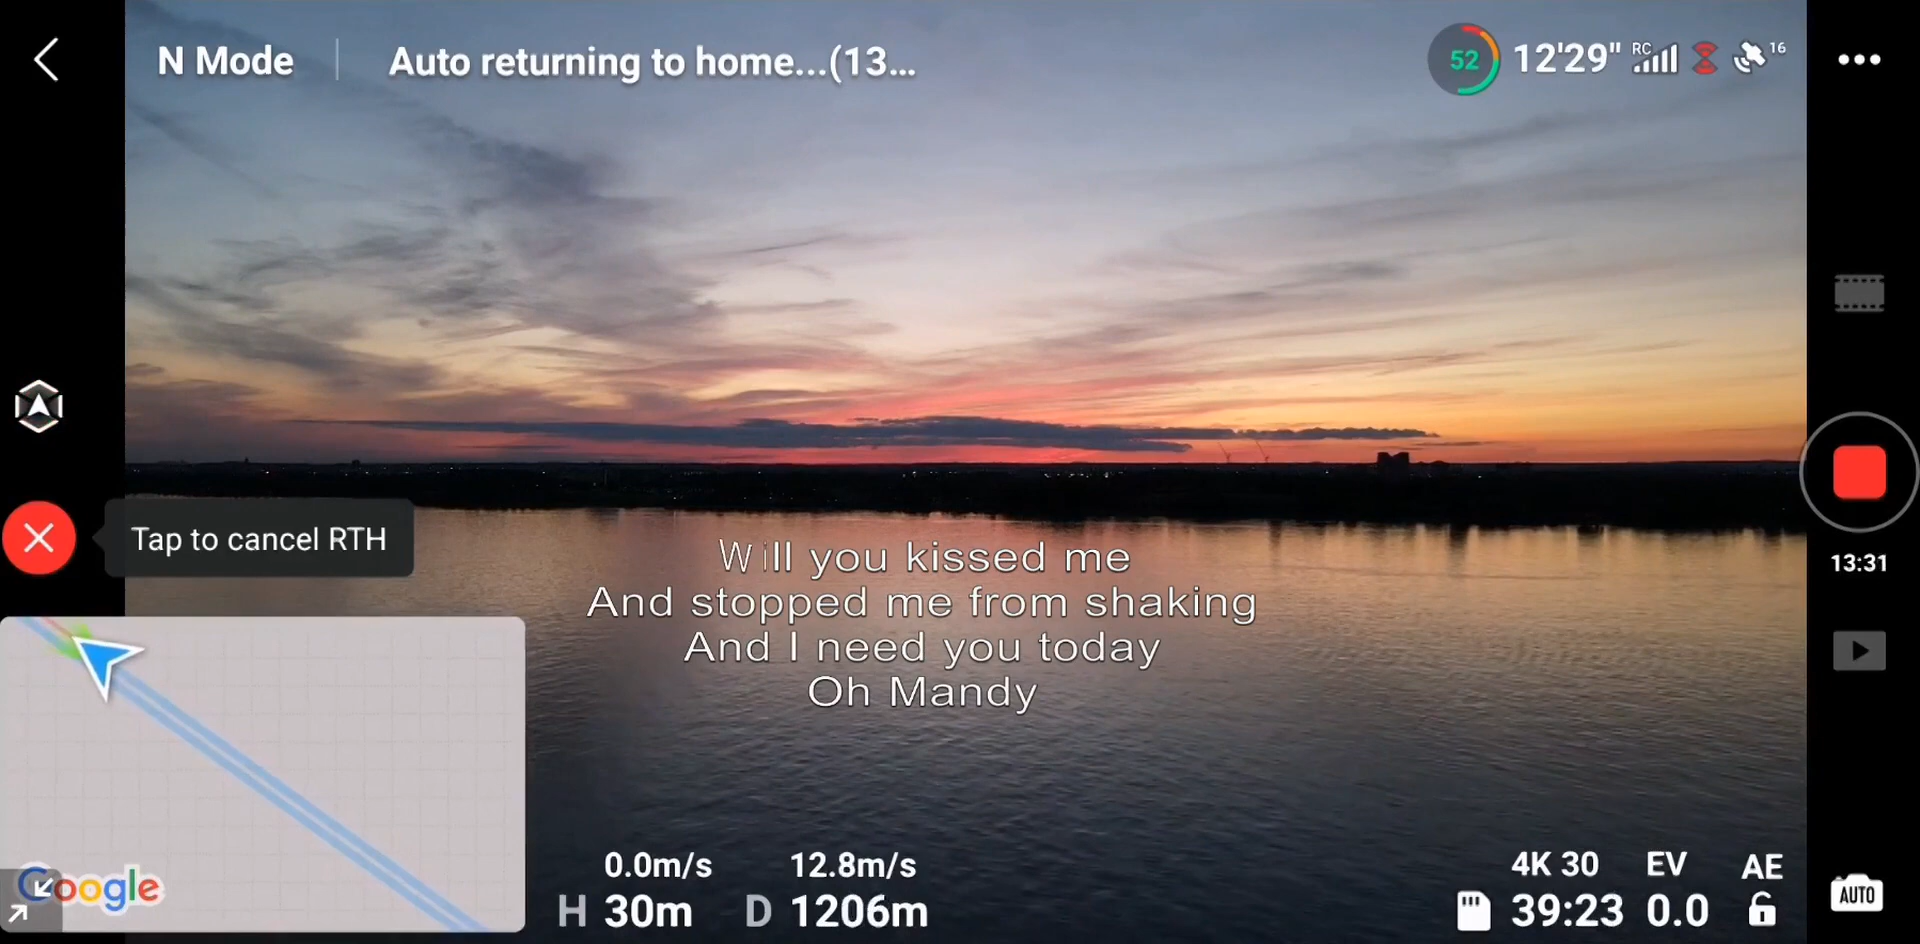 N Mode
Auto returning to home...(13...
52
12'29"
RC
16
Tap to cancel RTH
13:31
Will you kissed me
And stopped me from shaking
And I need you today
Oh Mandy
Google
0.0m/s
12.8m/s
H 30m
D 1206m
4K 30
EV
AE
39:23
0.0
AUTO